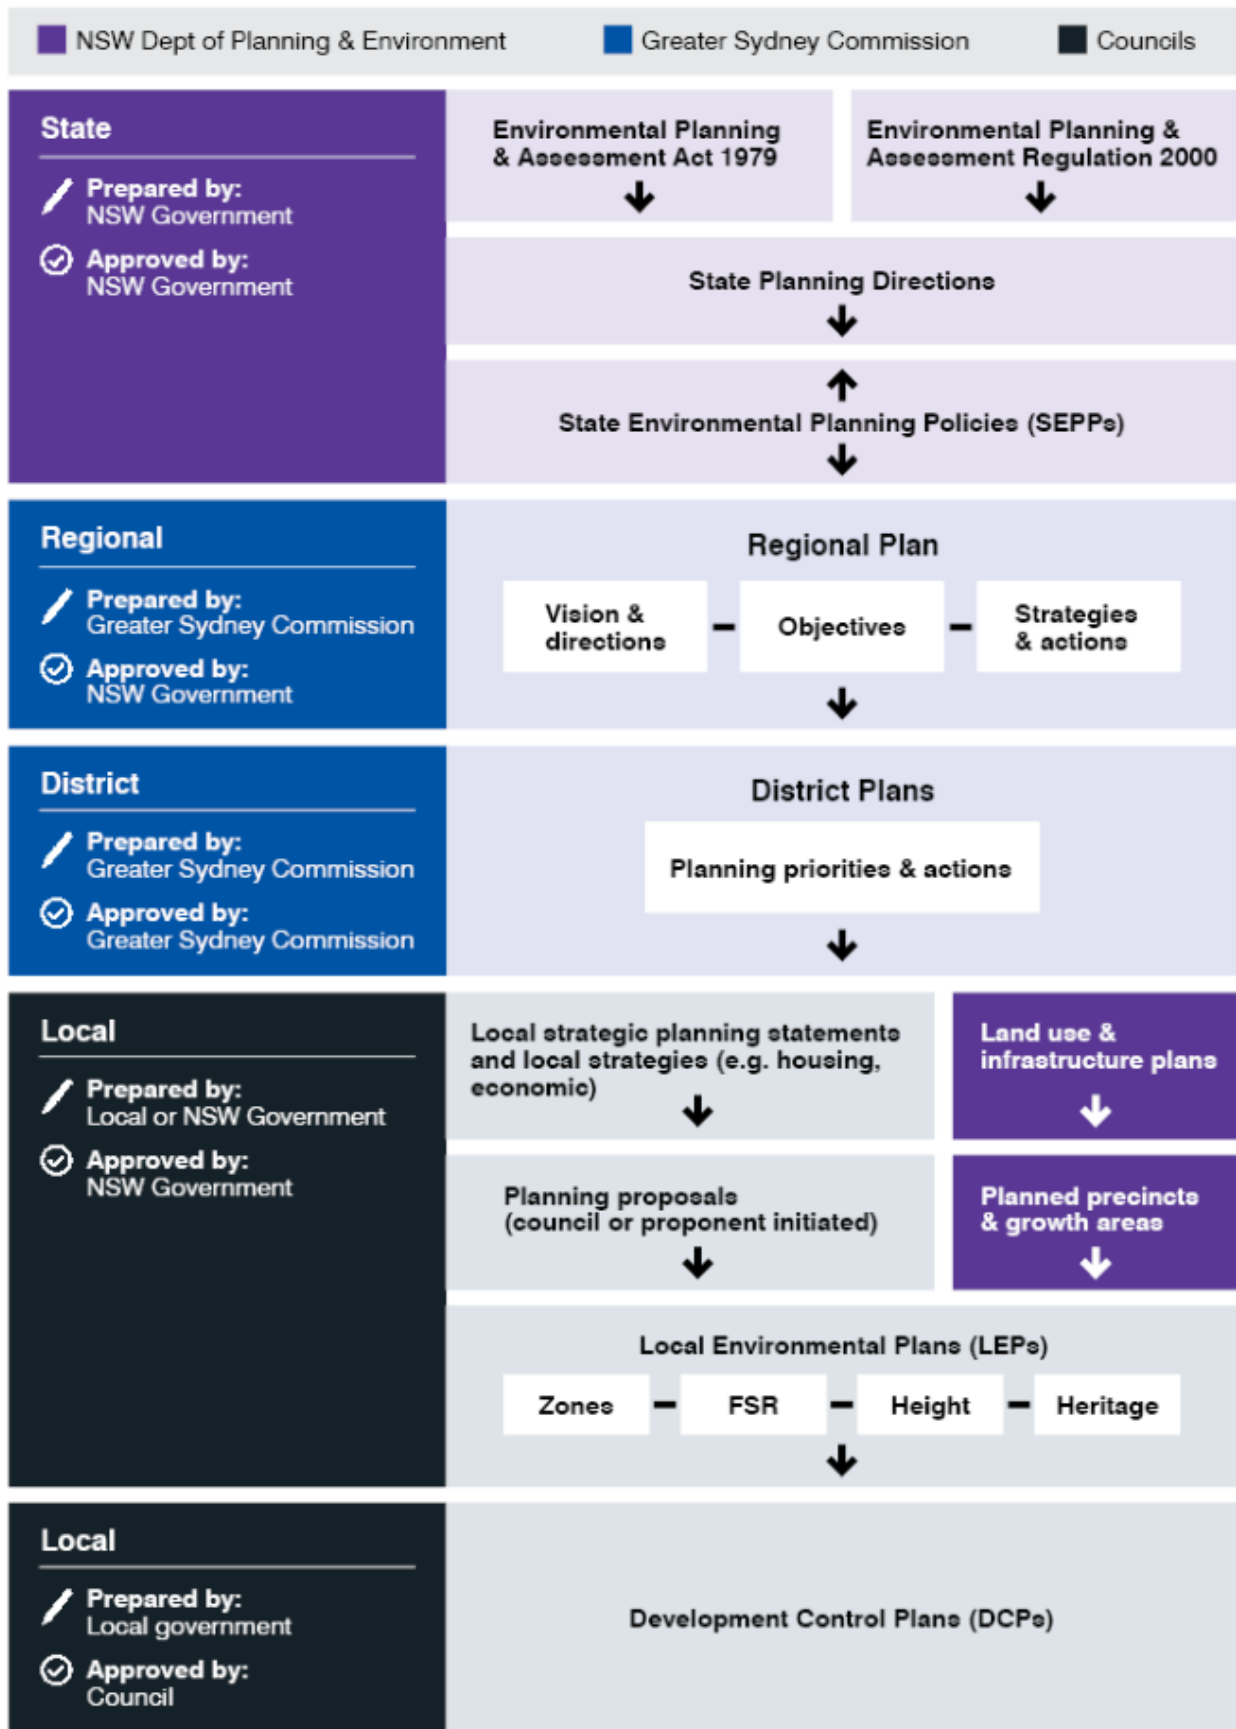 NSW Dept of Planning & Environment
Greater Sydney Commission
Councils
State
Prepared by:
NSW Government
Approved by:
NSW Government
Environmental Planning
& Assessment Act 1979
Environmental Planning &
Assessment Regulation 2000
State Planning Directions
State Environmental Planning Policies (SEPPs)
Regional
Prepared by:
Greater Sydney Commission
Approved by:
NSW Government
Regional Plan
Vision &
directions
Objectives
Strategies
& actions
District
Prepared by:
Greater Sydney Commission
Approved by:
Greater Sydney Commission
District Plans
Planning priorities & actions
Local
Prepared by:
Local or NSW Government
Approved by:
NSW Government
Local strategic planning statements
and local strategies (e.g. housing,
economic)
Land use &
infrastructure plans
Planning proposals
(council or proponent initiated)
Planned precincts
& growth areas
Local Environmental Plans (LEPs)
Zones
FSR
Height
Heritage
Local
Prepared by:
Local government
Approved by:
Council
Development Control Plans (DCPs)